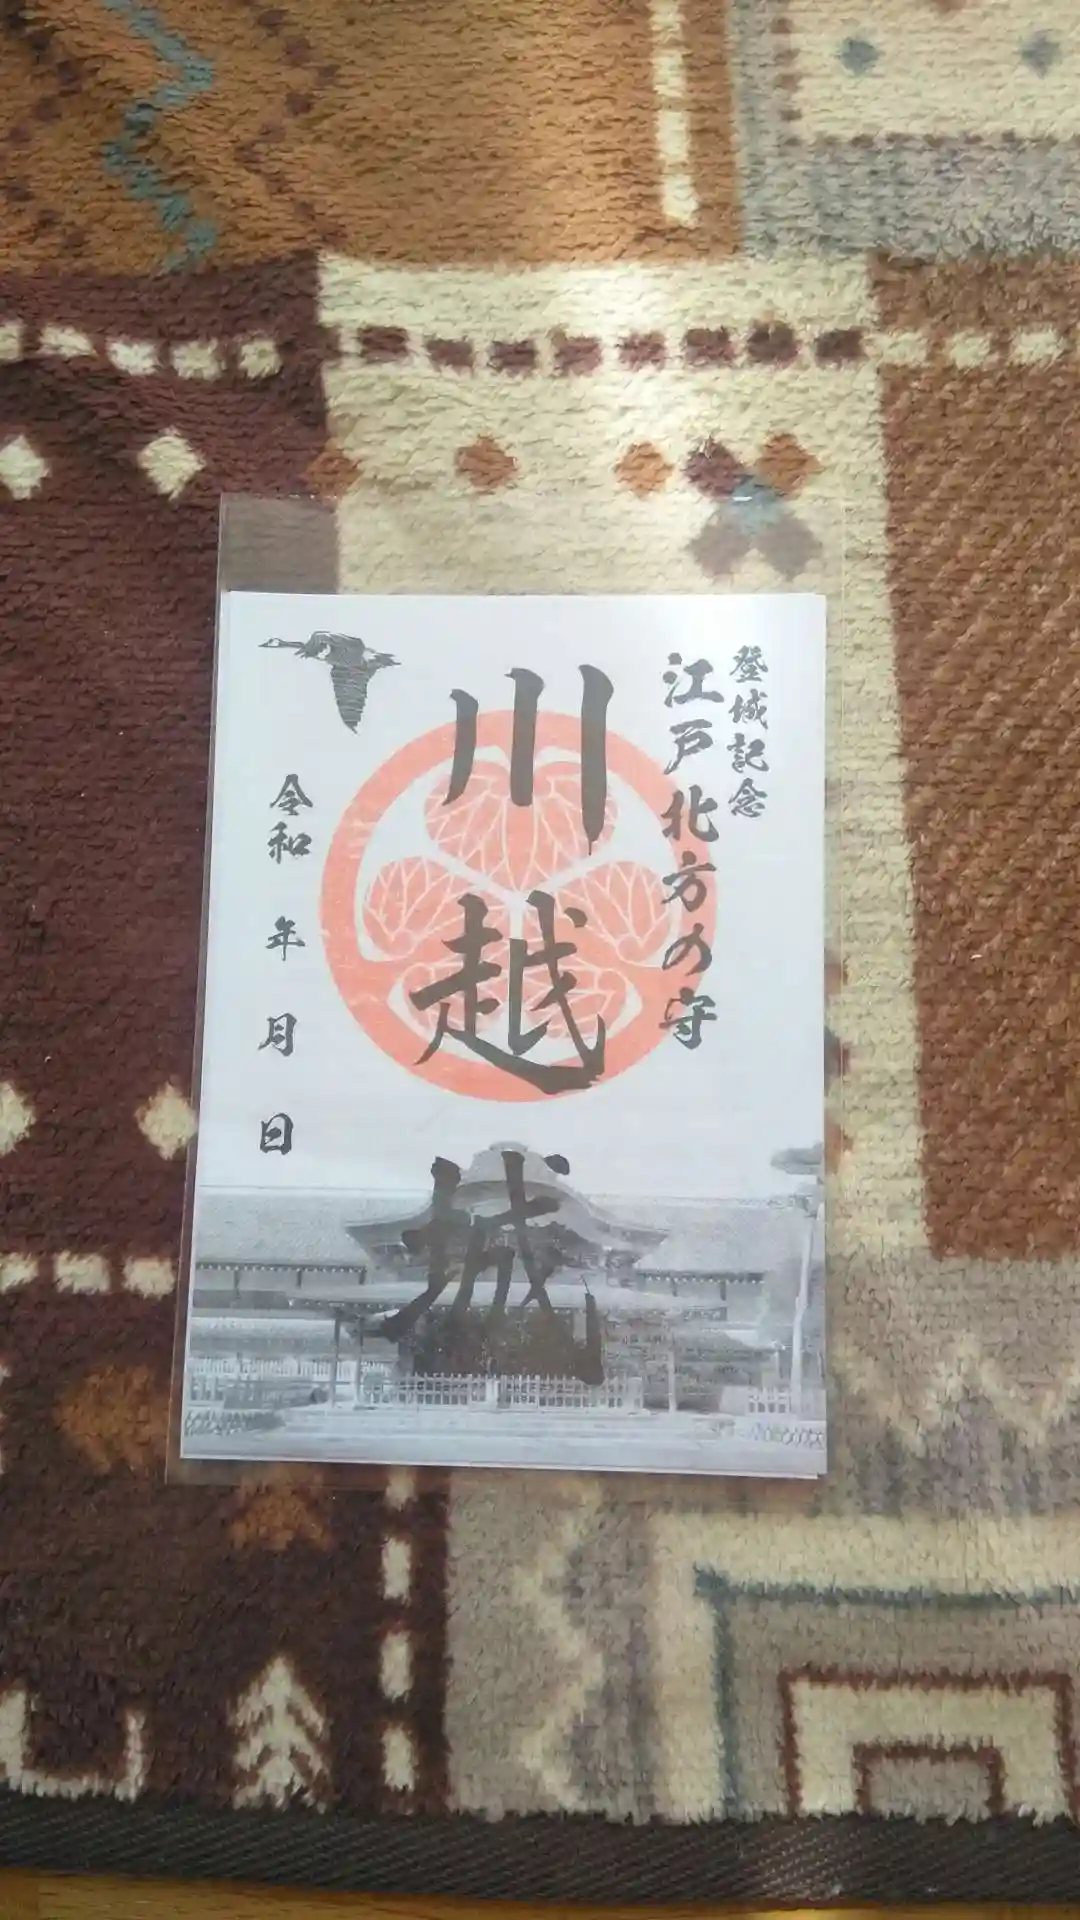 登城記念
江戸北方の守
川越城
令和 年 月 日